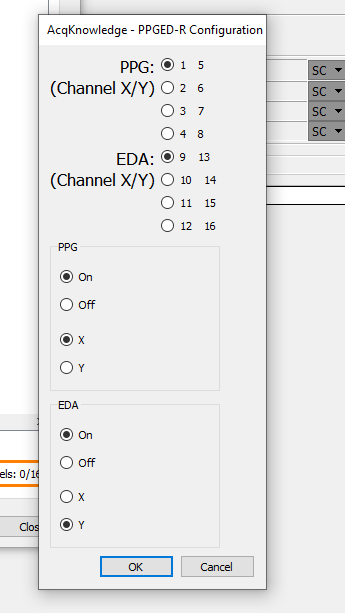 AcqKnowledge - PPGED-R Configuration
PPG: 1 5
(Channel X/Y) 2 6
3 7
4 8
EDA: 9 13
(Channel X/Y) 10 14
11 15
12 16
SC
SC
SC
SC
PPG
On
Off
X
Y
EDA
On
Off
X
Y
els: 0/16
Clos
OK Cancel